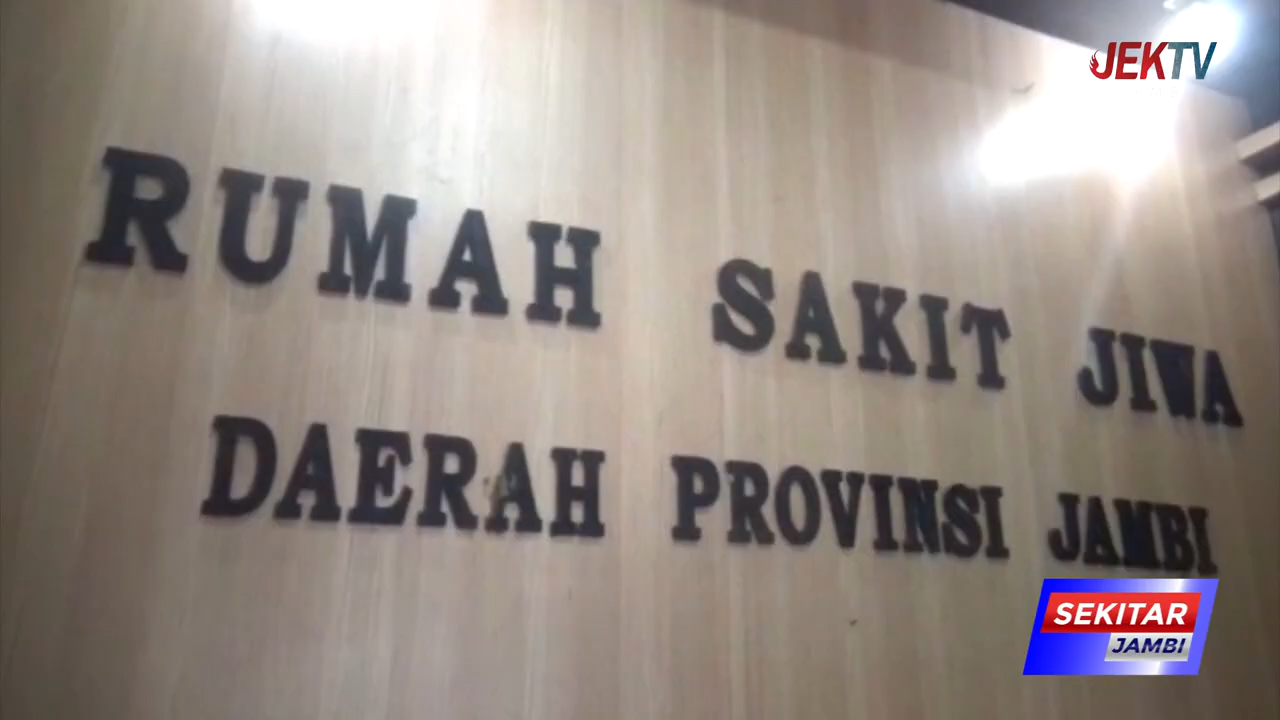 JEKTV
RUMAH SAKIT JIWA
DAERAH PROVINSI JAMBI
SEKITAR
JAMBI